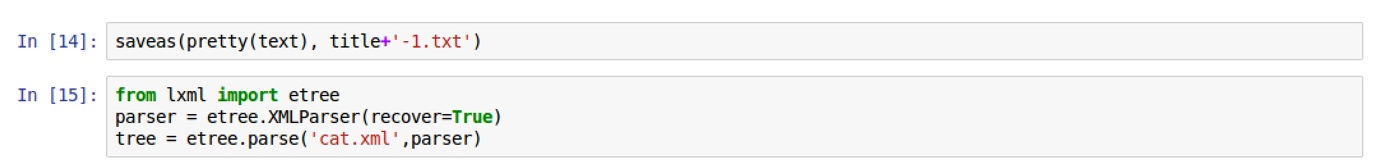 In [14]: saveas(pretty(text), title+'-1.txt')
In [15]: from lxml import etree
parser = etree.XMLParser(recover=True)
tree = etree.parse('cat.xml',parser)